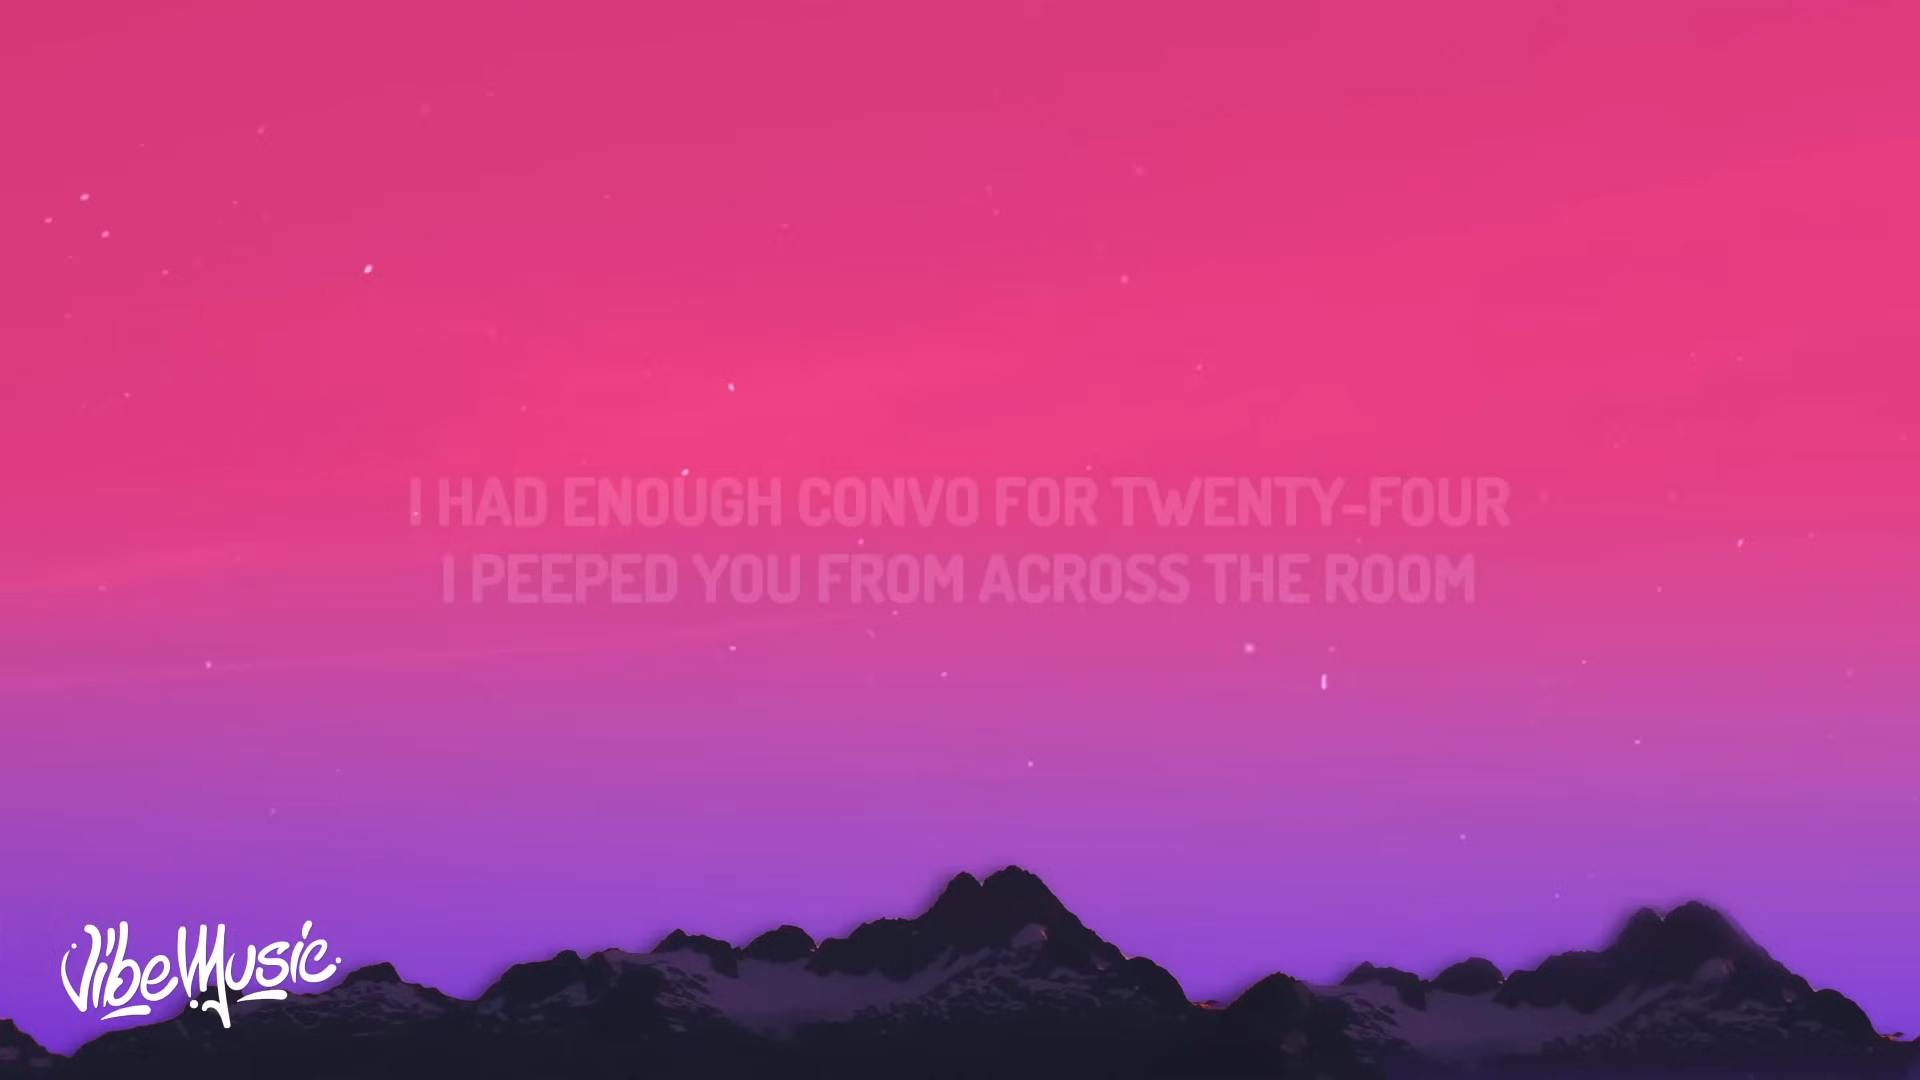 I HAD ENOUGH CONVO FOR TWENTY-FOUR
I PEEPED YOU FROM ACROSS THE ROOM
VibeMusic